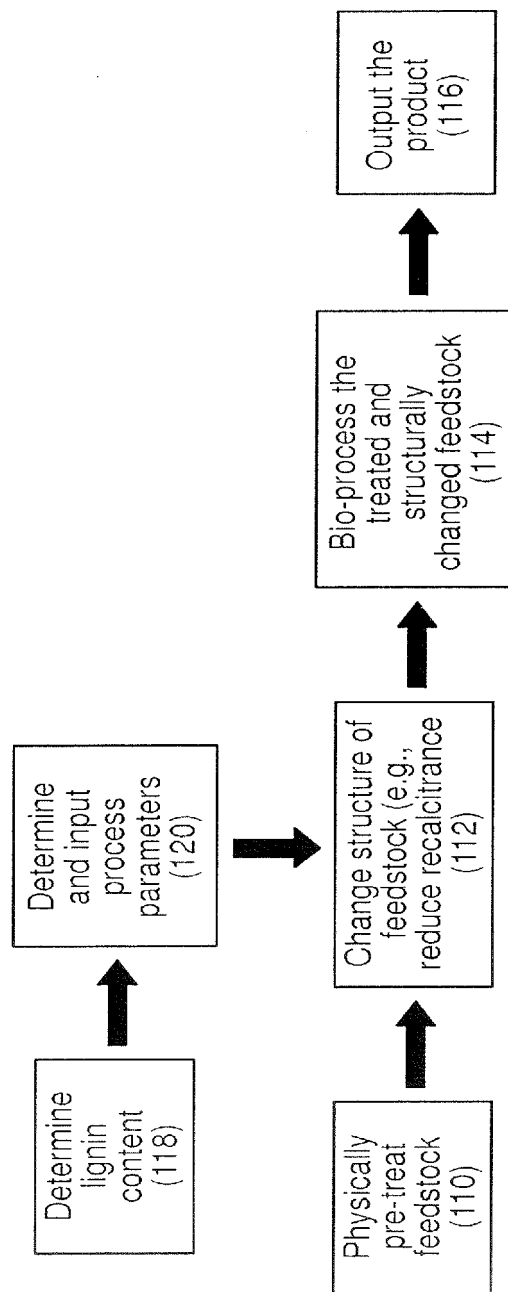 Determine
lignin
content
(118)
Determine
and input
process
parameters
(120)
Physically
pre-treat
feedstock
(110)
Change structure of
feedstock (e.g.,
reduce recalcitrance
(112)
Bio-process the
treated and
structurally
changed feedstock
(114)
Output the
product
(116)